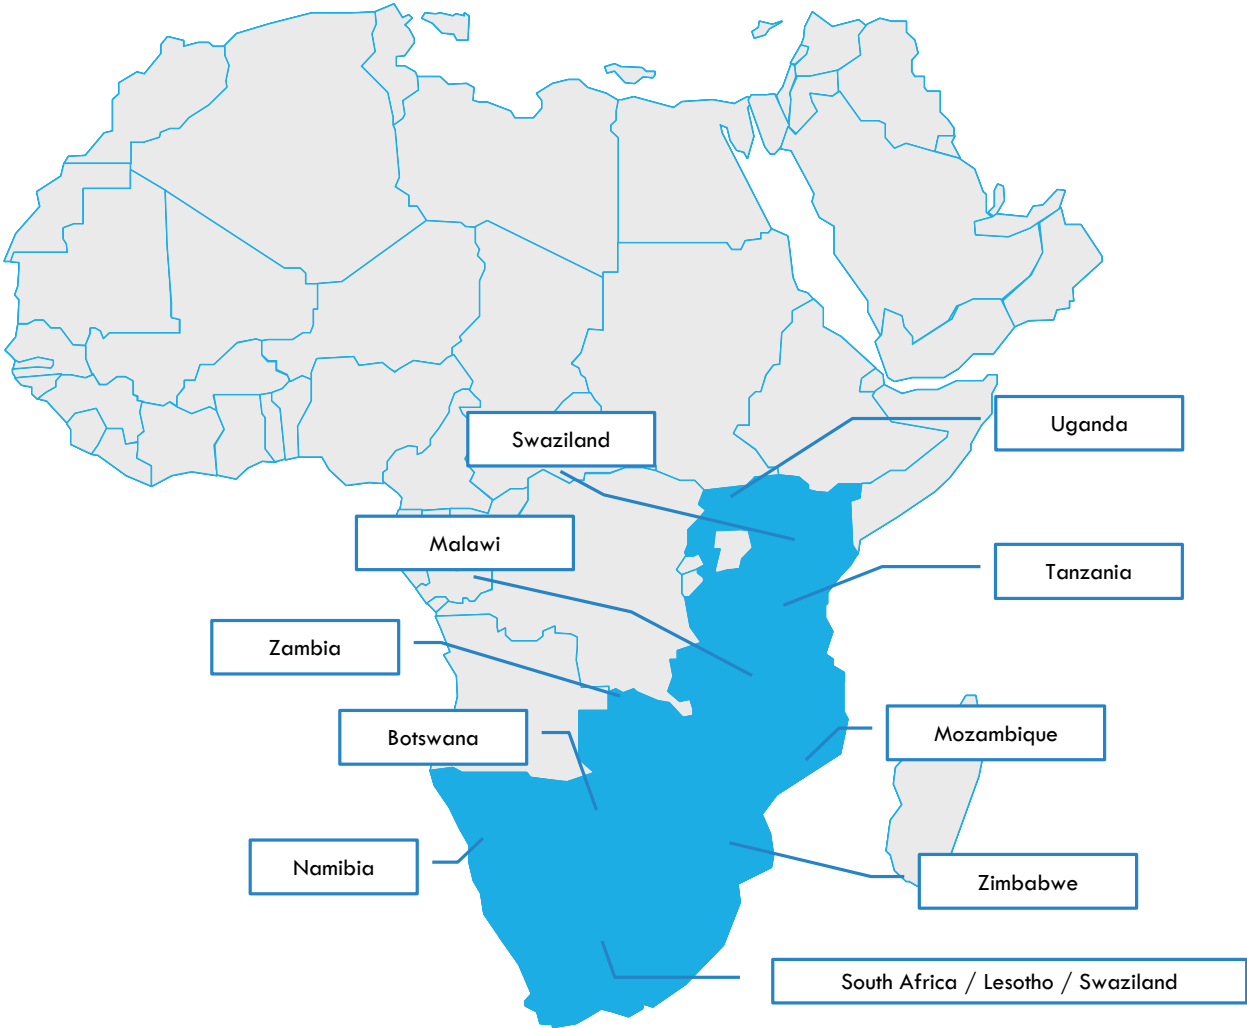 Uganda
Swaziland
Malawi
Tanzania
Zambia
Botswana
Mozambique
Namibia
Zimbabwe
South Africa / Lesotho / Swaziland